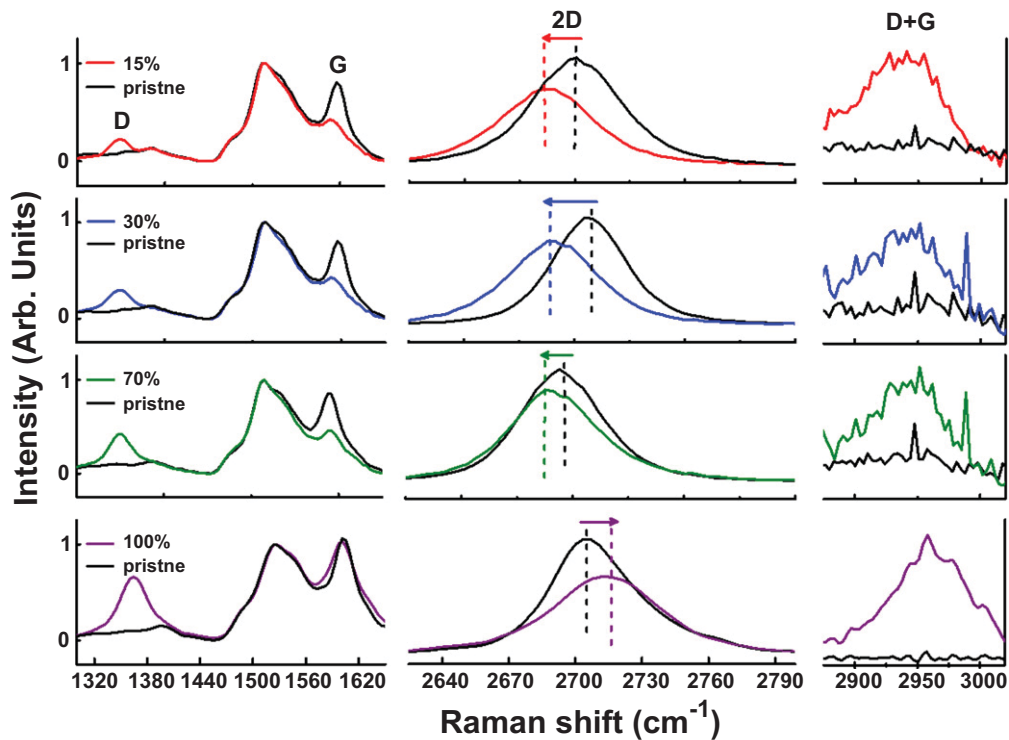 2D
D+G
1
15%
pristne
G
D
0
1
30%
pristne
0
1
70%
pristne
0
1
100%
pristne
0
Intensity (Arb. Units)
1320 1380 1440 1500 1560 1620
2640 2670 2700 2730 2760 2790
2900 2950 3000
Raman shift (cm⁻¹)